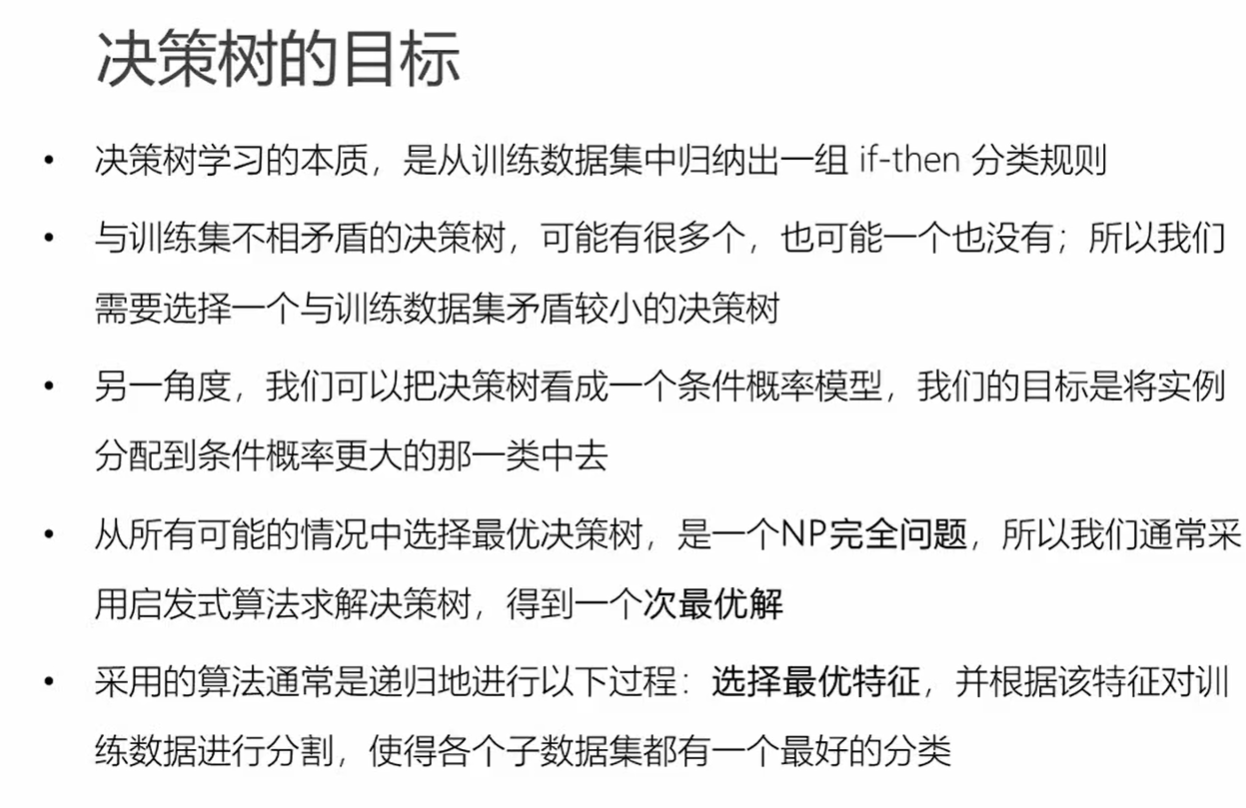 决策树的目标
• 决策树学习的本质，是从训练数据集中归纳出一组 if-then 分类规则
• 与训练集不相矛盾的决策树，可能有很多个，也可能一个也没有；所以我们
需要选择一个与训练数据集矛盾较小的决策树
• 另一角度，我们可以把决策树看成一个条件概率模型，我们的目标是将实例
分配到条件概率更大的那一类中去
• 从所有可能的情况中选择最优决策树，是一个NP完全问题，所以我们通常采
用启发式算法求解决策树，得到一个次最优解
• 采用的算法通常是递归地进行以下过程：选择最优特征，并根据该特征对训
练数据进行分割，使得各个子数据集都有一个最好的分类